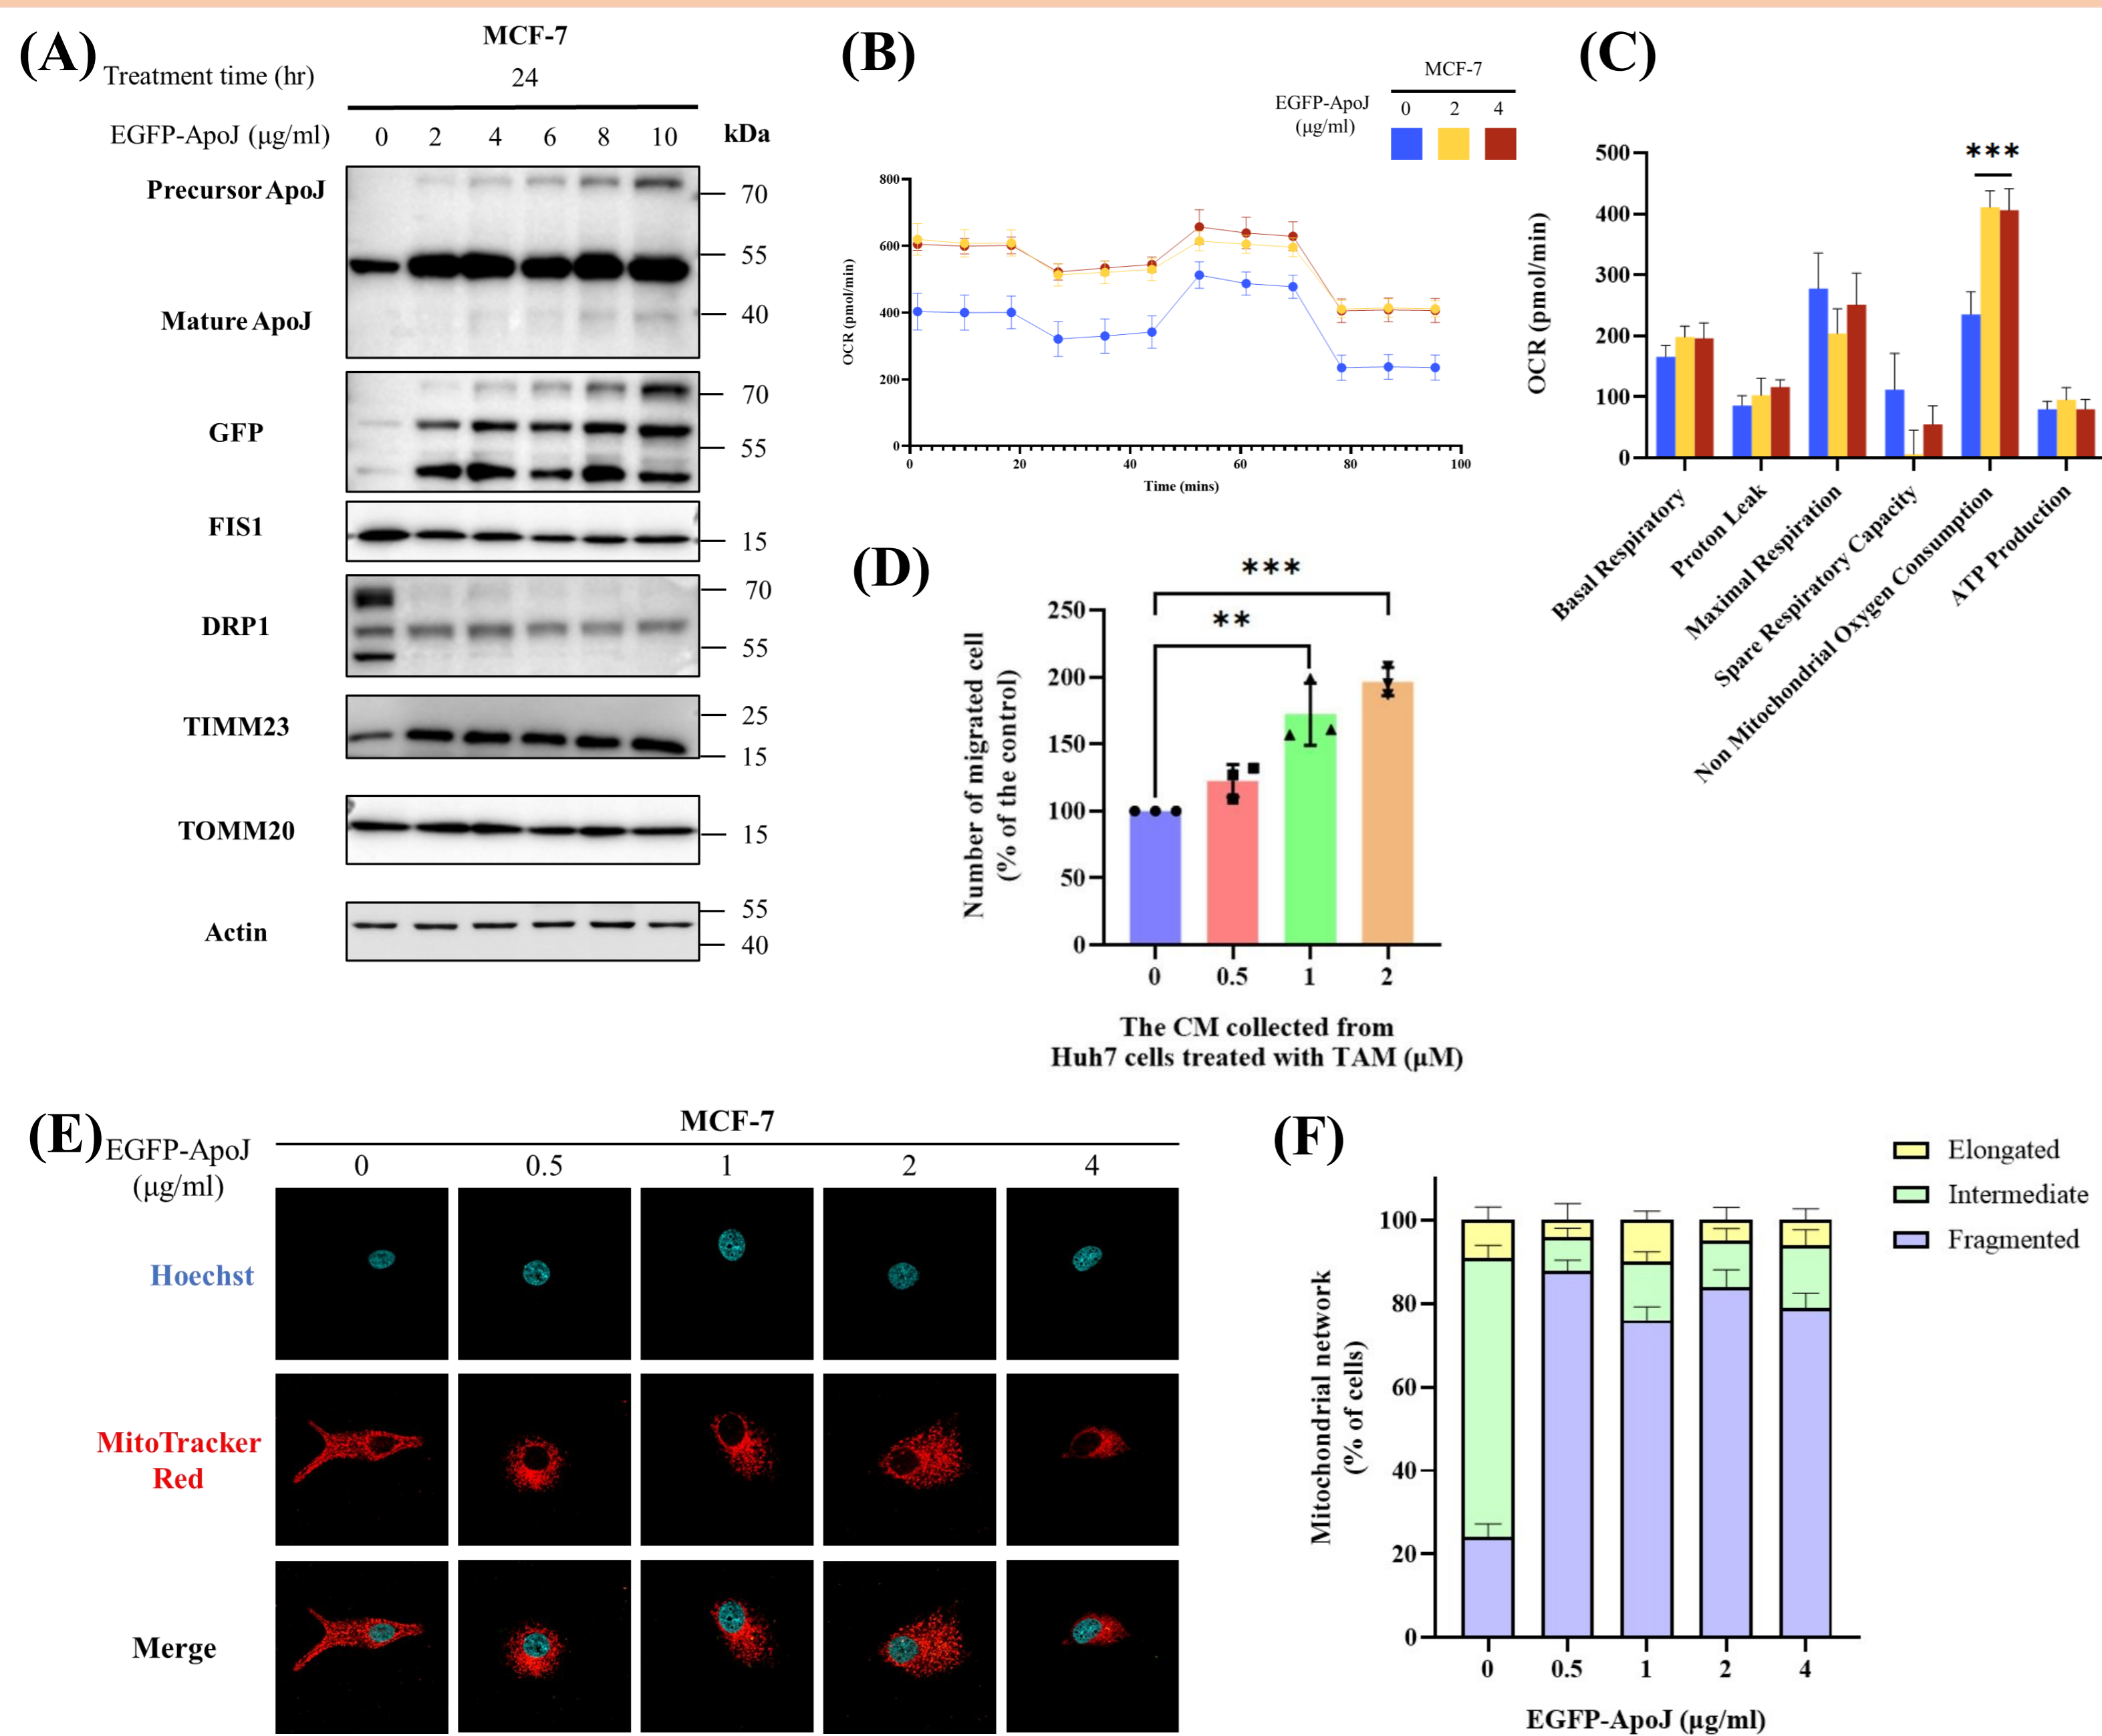 (A)
MCF-7
Treatment time (hr)
24
EGFP-ApoJ (μg/ml)
0 2 4 6 8 10
kDa
Precursor ApoJ
70
55
Mature ApoJ
40
GFP
70
55
FIS1
15
DRP1
70
55
TIMM23
25
15
TOMM20
15
Actin
55
40
(B)
MCF-7
EGFP-ApoJ
(μg/ml)
0 2 4
OCR (pmol/min)
800
600
400
200
0
0 20 40 60 80 100
Time (mins)
(C)
OCR (pmol/min)
500
400
300
200
100
0
***
Basal Respiratory
Proton Leak
Maximal Respiration
Spare Respiratory Capacity
Non Mitochondrial Oxygen Consumption
ATP Production
(D)
Number of migrated cell
(% of the control)
250
200
150
100
50
0
***
**
0 0.5 1 2
The CM collected from
Huh7 cells treated with TAM (μM)
(E)
MCF-7
EGFP-ApoJ
(μg/ml)
0 0.5 1 2 4
Hoechst
MitoTracker
Red
Merge
(F)
Elongated
Intermediate
Fragmented
Mitochondrial network
(% of cells)
100
80
60
40
20
0
0 0.5 1 2 4
EGFP-ApoJ (μg/ml)